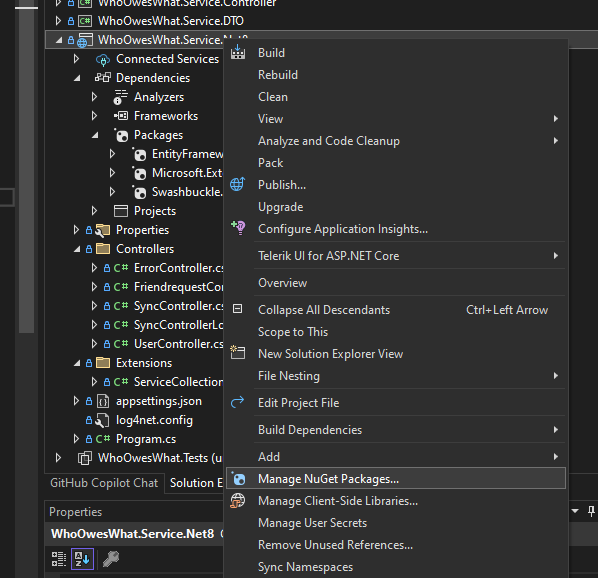 WhoOwesWhat.Service.Controller
C# WhoOwesWhat.Service.DTO
WhoOwesWhat.Service.Net8
Build
Connected Services
Rebuild
Dependencies
Clean
Analyzers
View
Frameworks
Analyze and Code Cleanup
Packages
Pack
EntityFramew
Publish...
Microsoft.Exte
Upgrade
Swashbuckle.
Configure Application Insights...
Projects
Properties
Telerik UI for ASP.NET Core
Controllers
Overview
C# ErrorController.cs
C# FriendrequestCon
Collapse All Descendants Ctrl+Left Arrow
C# SyncController.cs
Scope to This
C# SyncControllerLo
New Solution Explorer View
C# UserController.cs
File Nesting
Extensions
C# ServiceCollection
Edit Project File
appsettings.json
log4net.config
Build Dependencies
C# Program.cs
Add
WhoOwesWhat.Tests (u
Manage NuGet Packages...
GitHub Copilot Chat Solution E
Manage Client-Side Libraries...
Properties
Manage User Secrets
WhoOwesWhat.Service.Net8
Remove Unused References...
Sync Namespaces